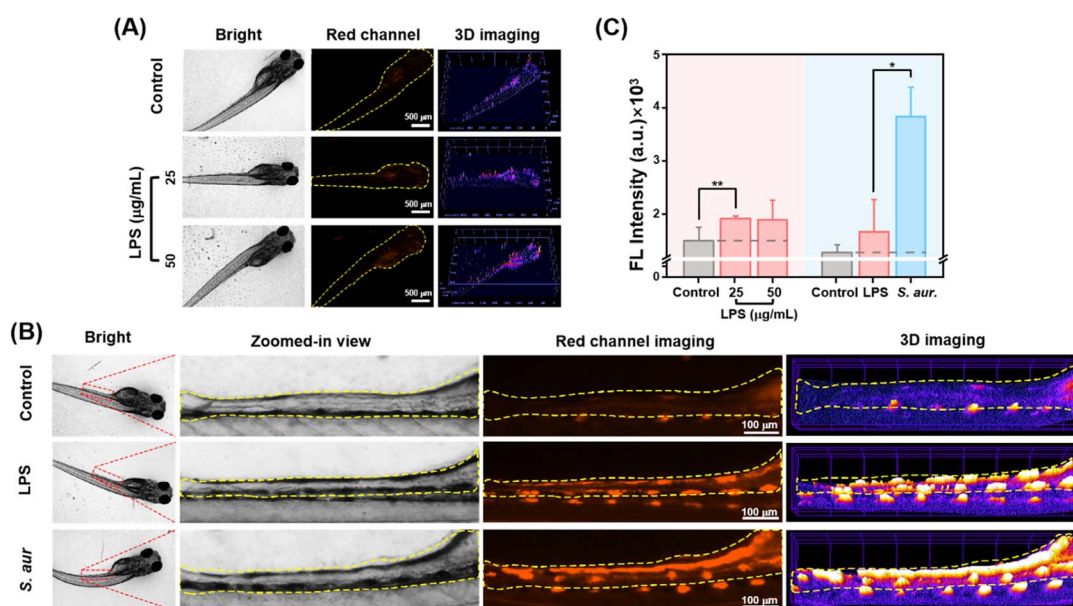 (A)
Bright Red channel 3D imaging
Control
500 μm
LPS (μg/mL)
25
500 μm
50
500 μm
(C)
FL Intensity (a.u.)×10³
5
4
3
2
0
**
*
Control 25 50 Control LPS S. aur.
LPS (μg/mL)
(B)
Bright Zoomed-in view Red channel imaging 3D imaging
Control
100 μm
LPS
100 μm
S. aur
100 μm